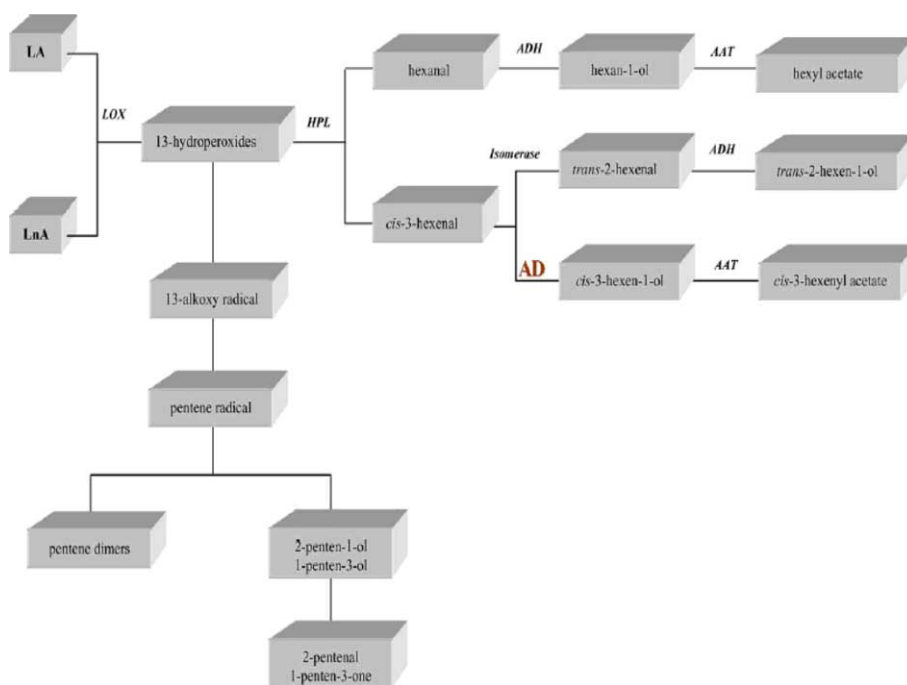 LA
LOX
13-hydroperoxides
LnA
HPL
hexanal
ADH
hexan-1-ol
AAT
hexyl acetate
cis-3-hexenal
Isomerase
trans-2-hexenal
ADH
trans-2-hexen-1-ol
AD
cis-3-hexen-1-ol
AAT
cis-3-hexenyl acetate
13-alkoxy radical
pentene radical
pentene dimers
2-penten-1-ol
1-penten-3-ol
2-pentenal
1-penten-3-one